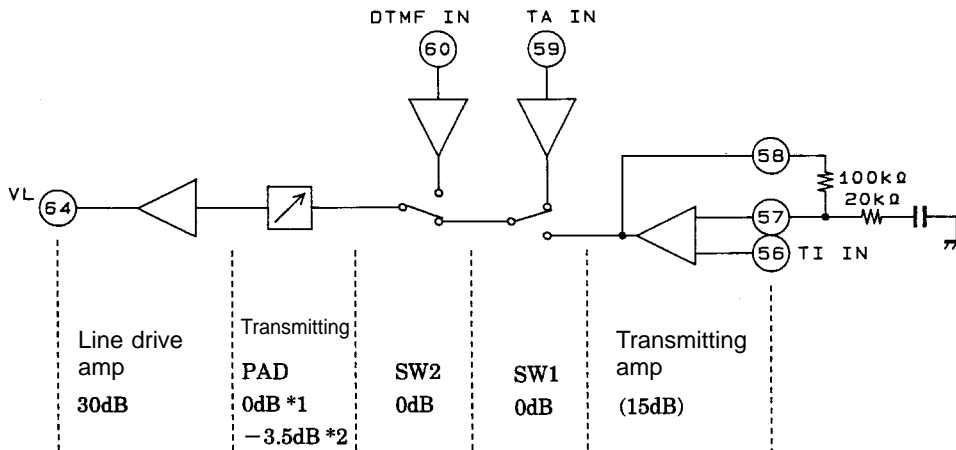 DTMF IN
TA IN
60
59
58
100kΩ
20kΩ
VL
64
57
56
TI IN
Line drive
amp
30dB
Transmitting
PAD
0dB *1
−3.5dB *2
SW2
0dB
SW1
0dB
Transmitting
amp
(15dB)